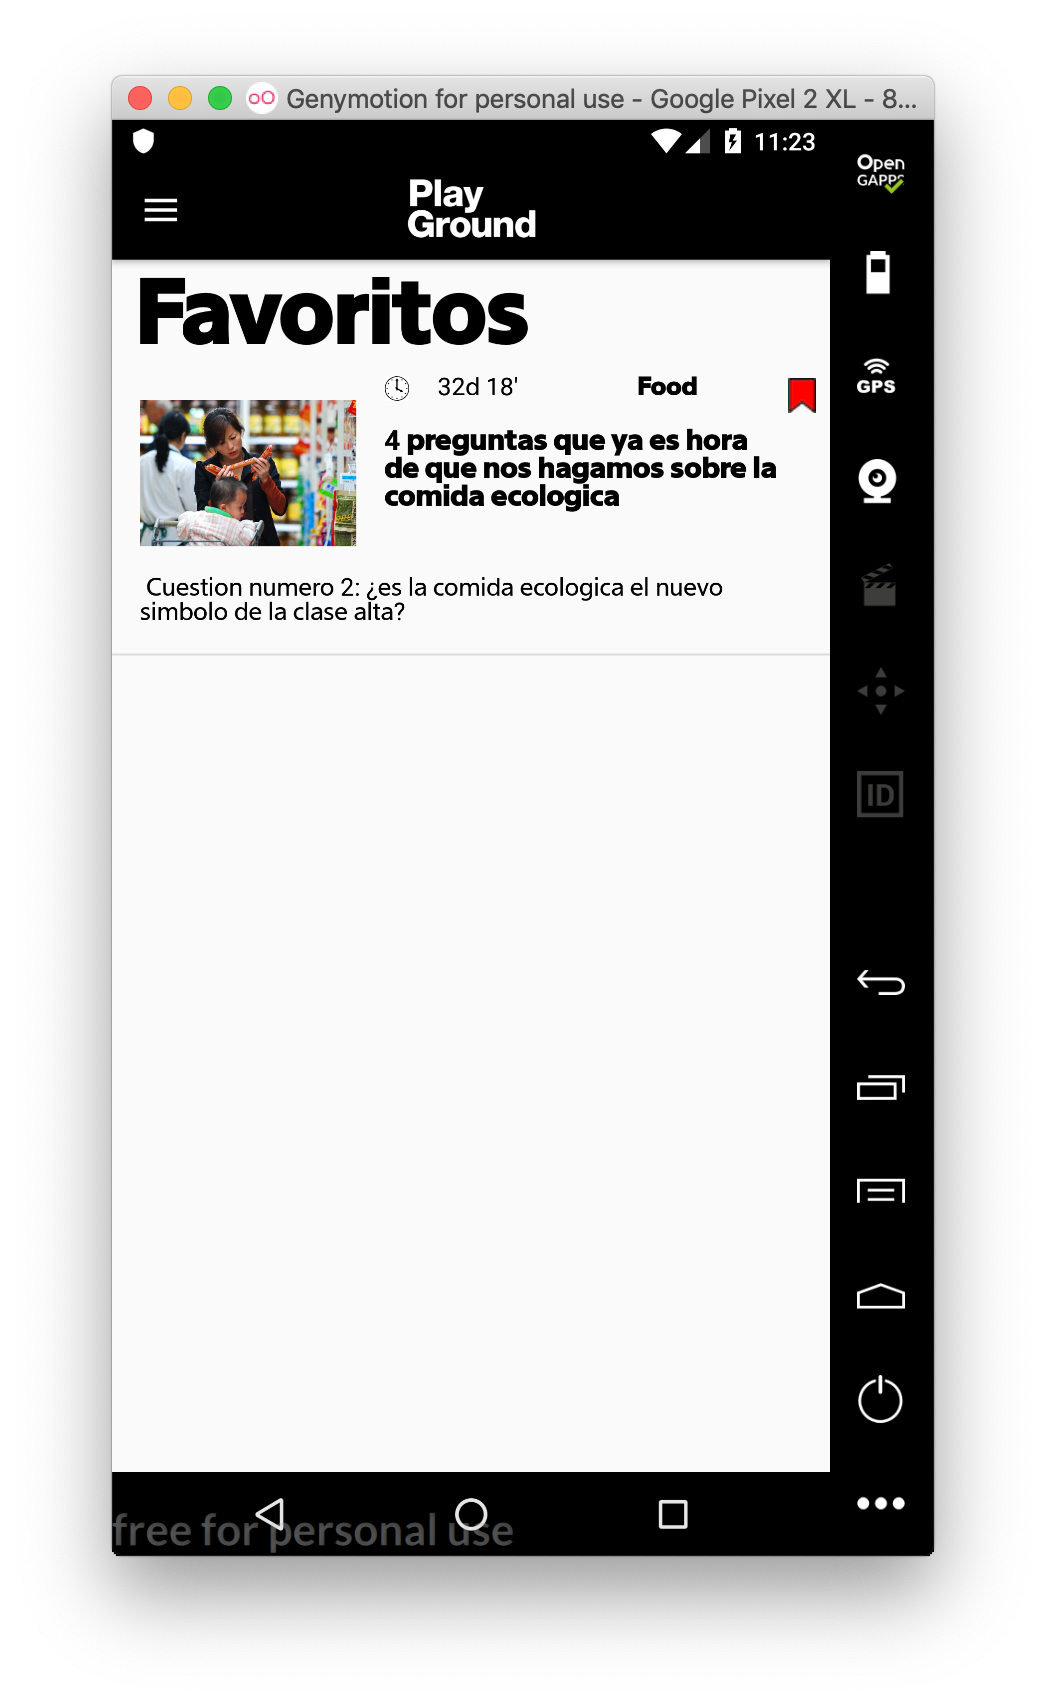 Genymotion for personal use - Google Pixel 2 XL - 8...
11:23
Open
GAPPS
Play
Ground
Favoritos
32d 18'
Food
4 preguntas que ya es hora
de que nos hagamos sobre la
comida ecologica
Cuestion numero 2: ¿es la comida ecologica el nuevo
simbolo de la clase alta?
GPS
ID
free for personal use